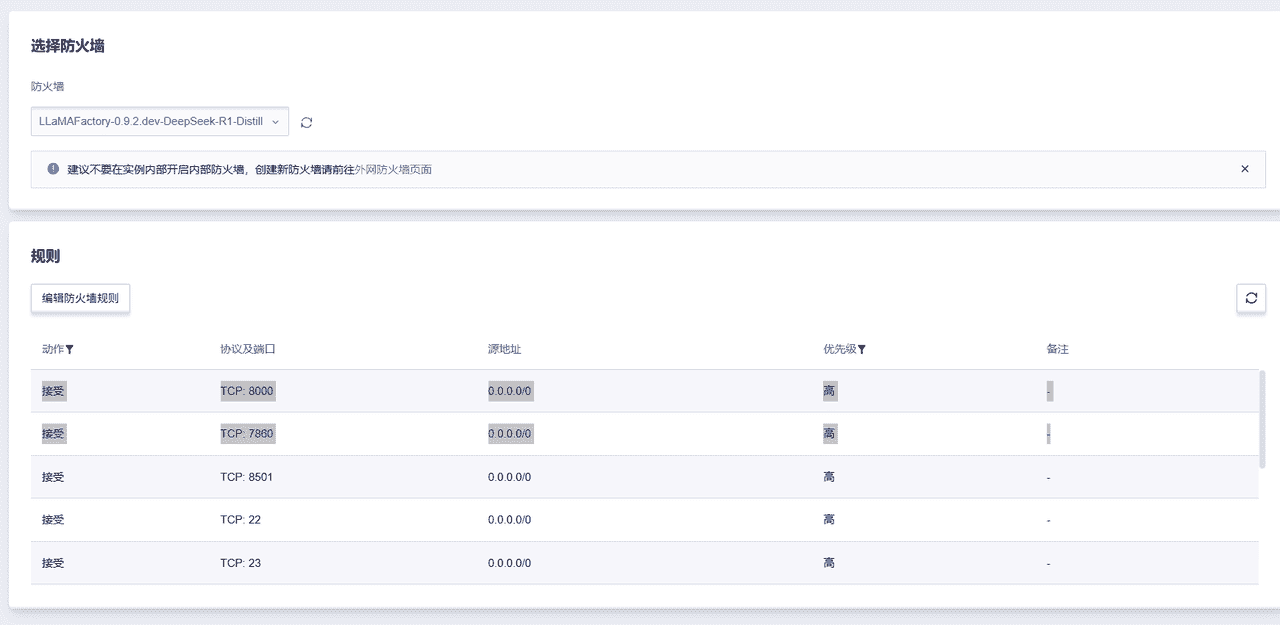 选择防火墙
防火墙
LLaMAFactory-0.9.2.dev-DeepSeek-R1-Distill
建议不要在实例内部开启内部防火墙，创建新防火墙请前往外网防火墙页面
规则
编辑防火墙规则
动作 协议及端口 源地址 优先级 备注
接受 TCP: 8000 0.0.0.0/0 高 -
接受 TCP: 7860 0.0.0.0/0 高 -
接受 TCP: 8501 0.0.0.0/0 高 -
接受 TCP: 22 0.0.0.0/0 高 -
接受 TCP: 23 0.0.0.0/0 高 -